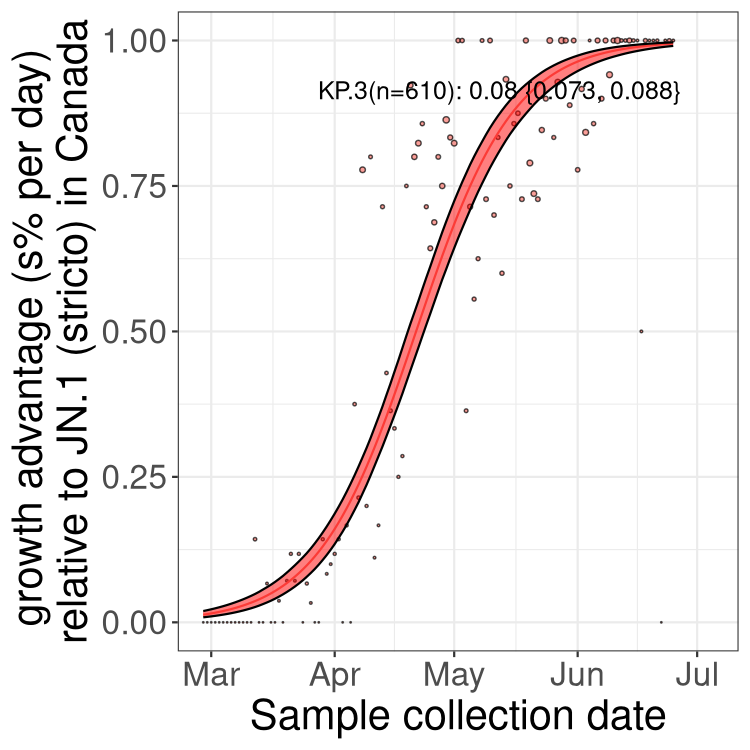 growth advantage (s% per day)
relative to JN.1 (stricto) in Canada
1.00
0.75
0.50
0.25
0.00
KP.3(n=610): 0.08 {0.073, 0.088}
Mar Apr May Jun Jul
Sample collection date